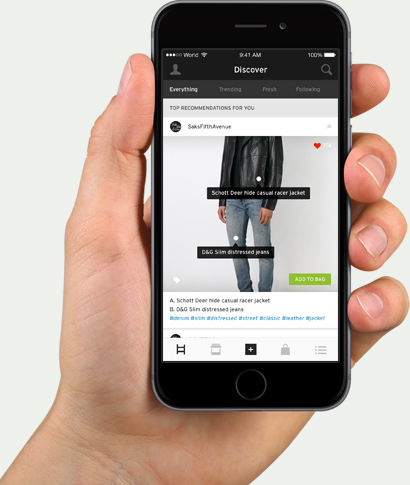 World 9:41 AM 100%
Discover
Everything Trending Fresh Following
TOP RECOMMENDATIONS FOR YOU
SaksFifthAvenue
Schott Deer hide casual racer jacket
D&G Slim distressed jeans
ADD TO BAG
A. Schott Deer hide casual racer jacket
B. D&G Slim distressed jeans
#denim #slim #distressed #street #classic #leather #jacket